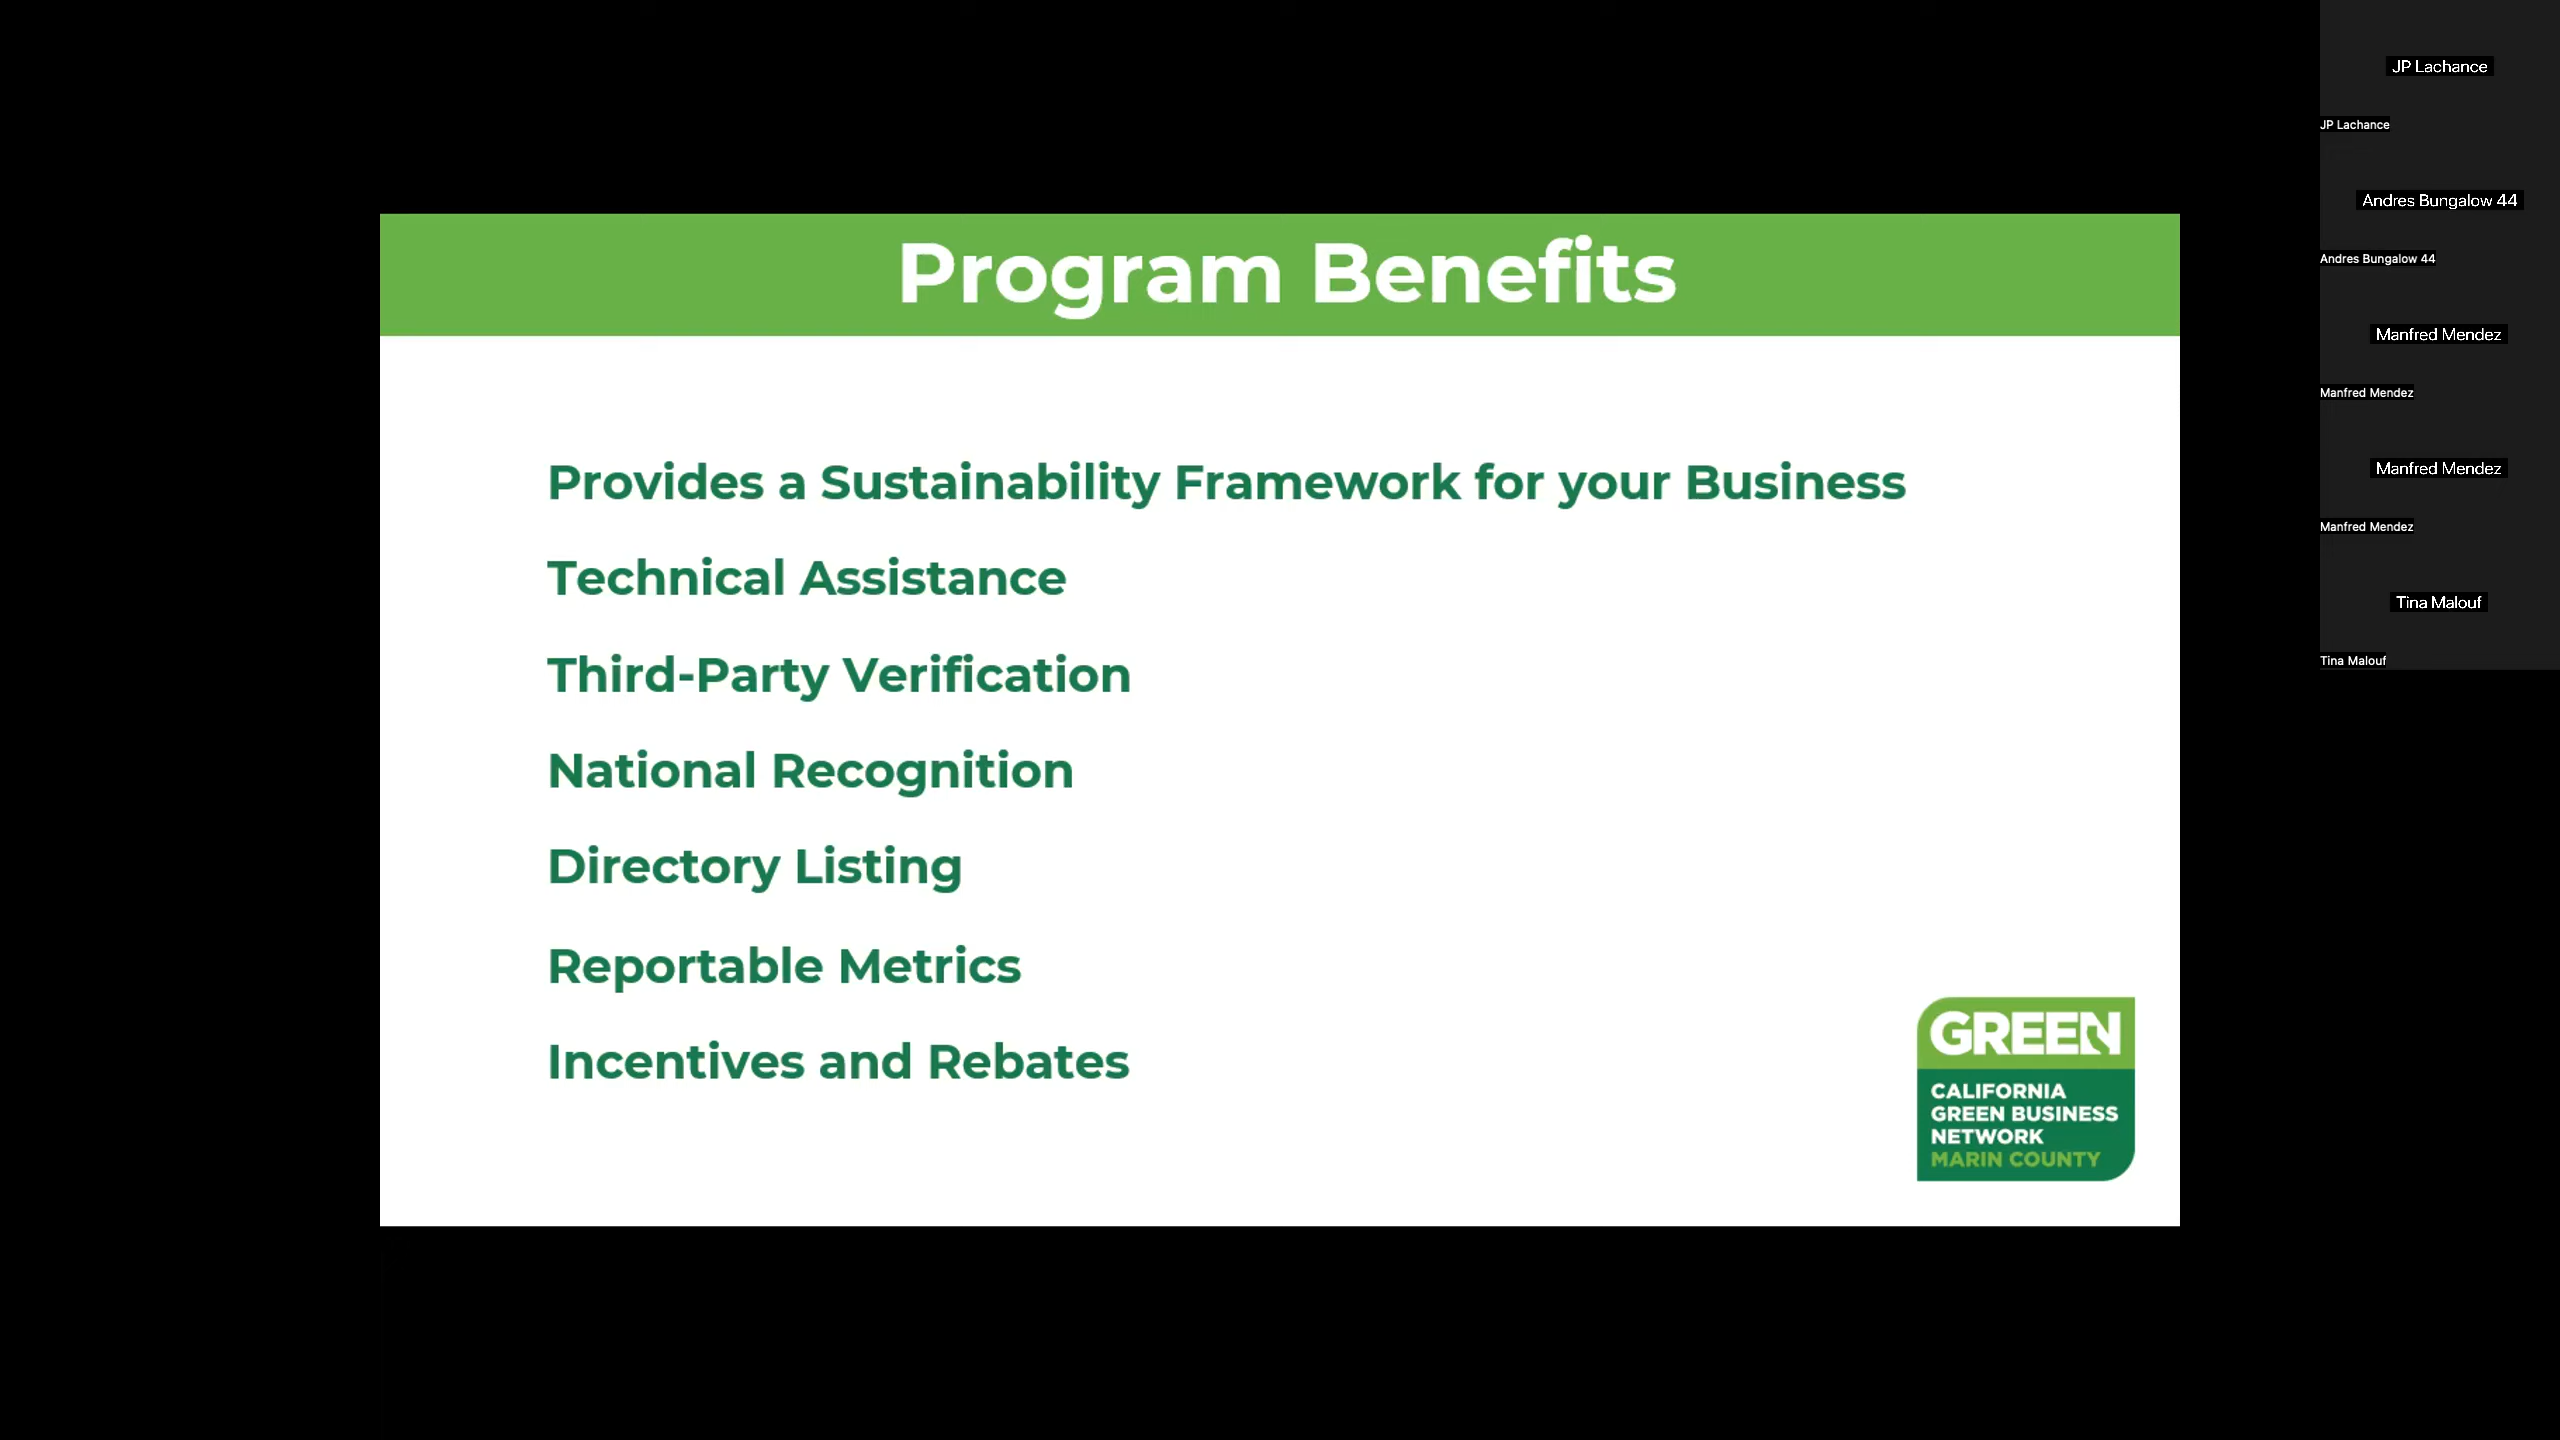 Program Benefits
Provides a Sustainability Framework for your Business
Technical Assistance
Third-Party Verification
National Recognition
Directory Listing
Reportable Metrics
Incentives and Rebates
GREEN
CALIFORNIA
GREEN BUSINESS
NETWORK
MARIN COUNTY
JP Lachance
JP Lachance
Andres Bungalow 44
Andres Bungalow 44
Manfred Mendez
Manfred Mendez
Manfred Mendez
Manfred Mendez
Tina Malouf
Tina Malouf